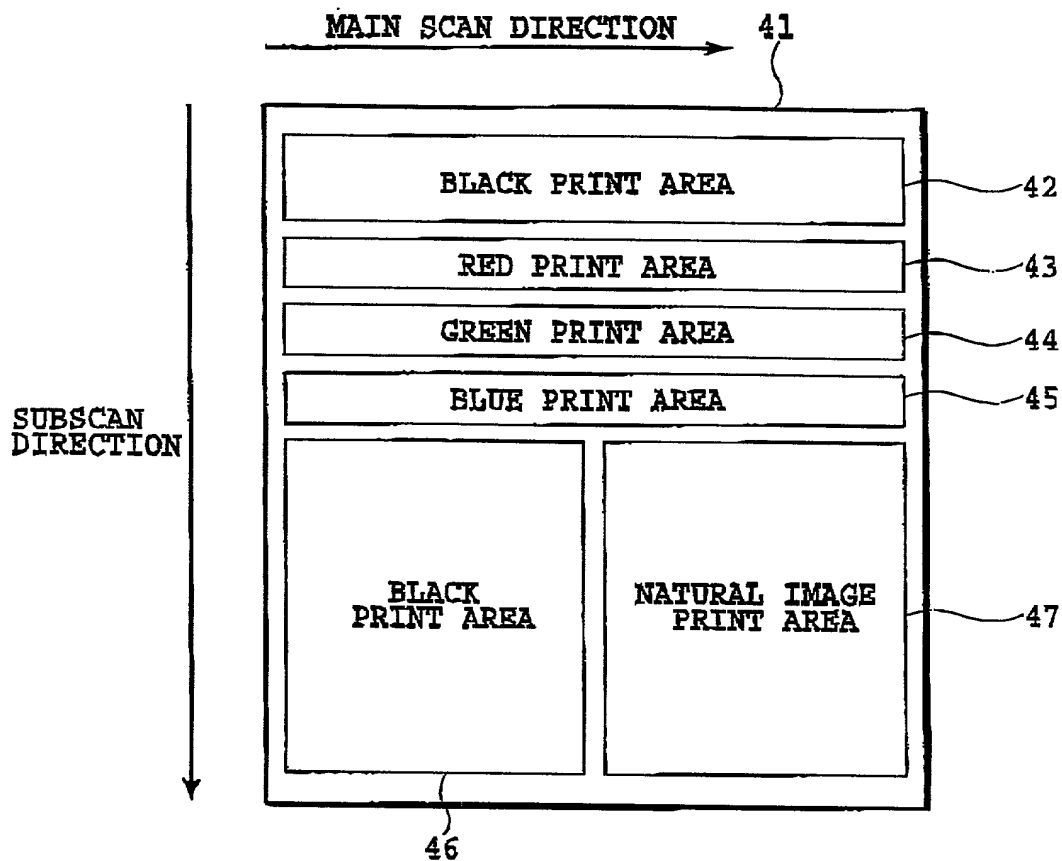 MAIN SCAN DIRECTION
41
BLACK PRINT AREA
42
RED PRINT AREA
43
GREEN PRINT AREA
44
BLUE PRINT AREA
45
SUBSCAN
DIRECTION
BLACK
PRINT AREA
NATURAL IMAGE
PRINT AREA
47
46